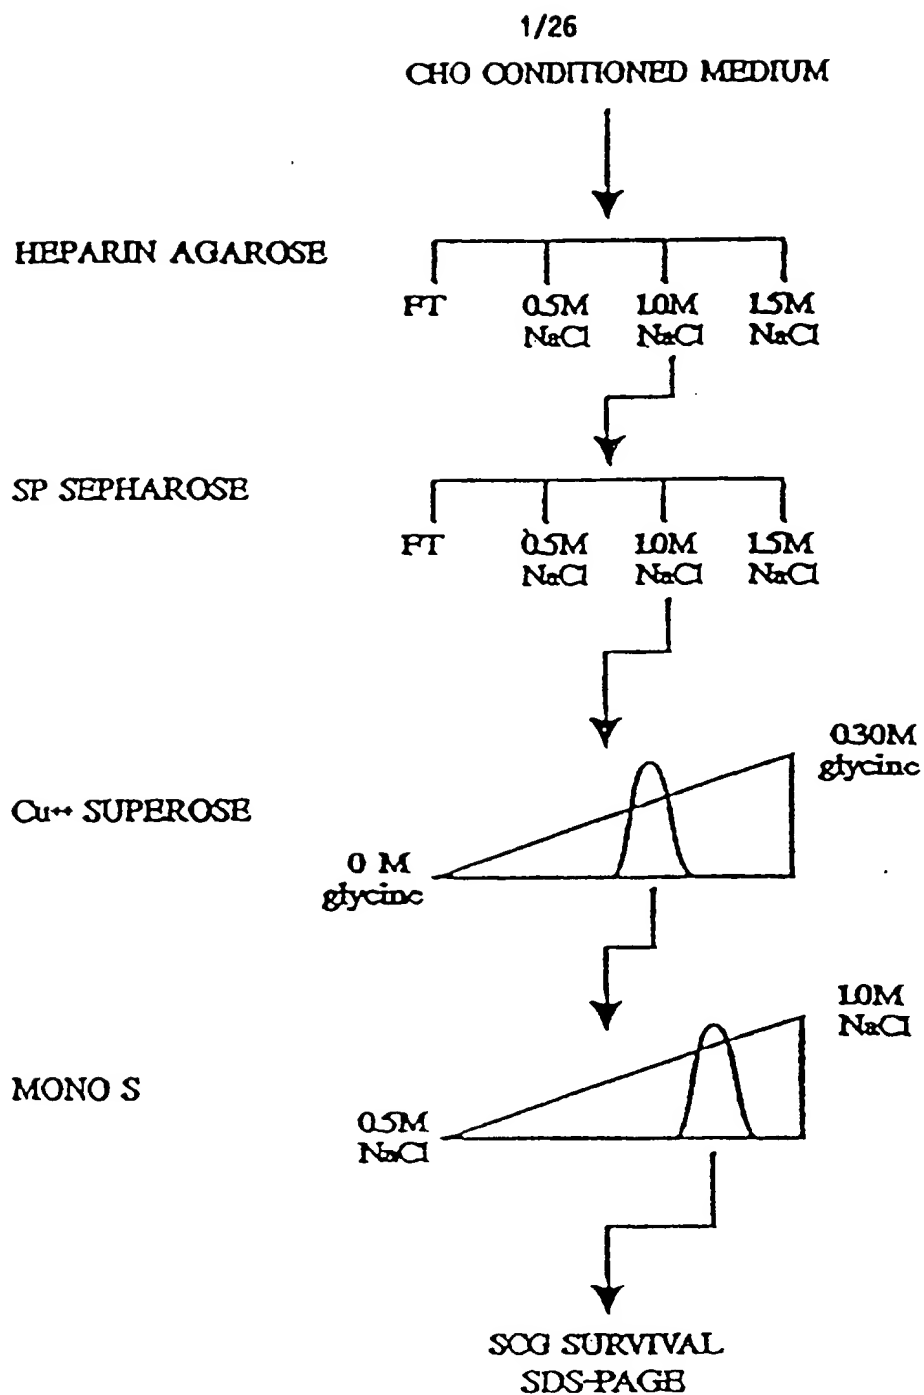 1/26
CHO CONDITIONED MEDIUM
HEPARIN AGAROSE
FT
0.5M
NaCl
1.0M
NaCl
1.5M
NaCl
SP SEPHAROSE
FT
0.5M
NaCl
1.0M
NaCl
1.5M
NaCl
0.30M
glycine
Cu++ SUPEROSE
0 M
glycine
1.0M
NaCl
MONO S
0.5M
NaCl
SCG SURVIVAL
SDS-PAGE